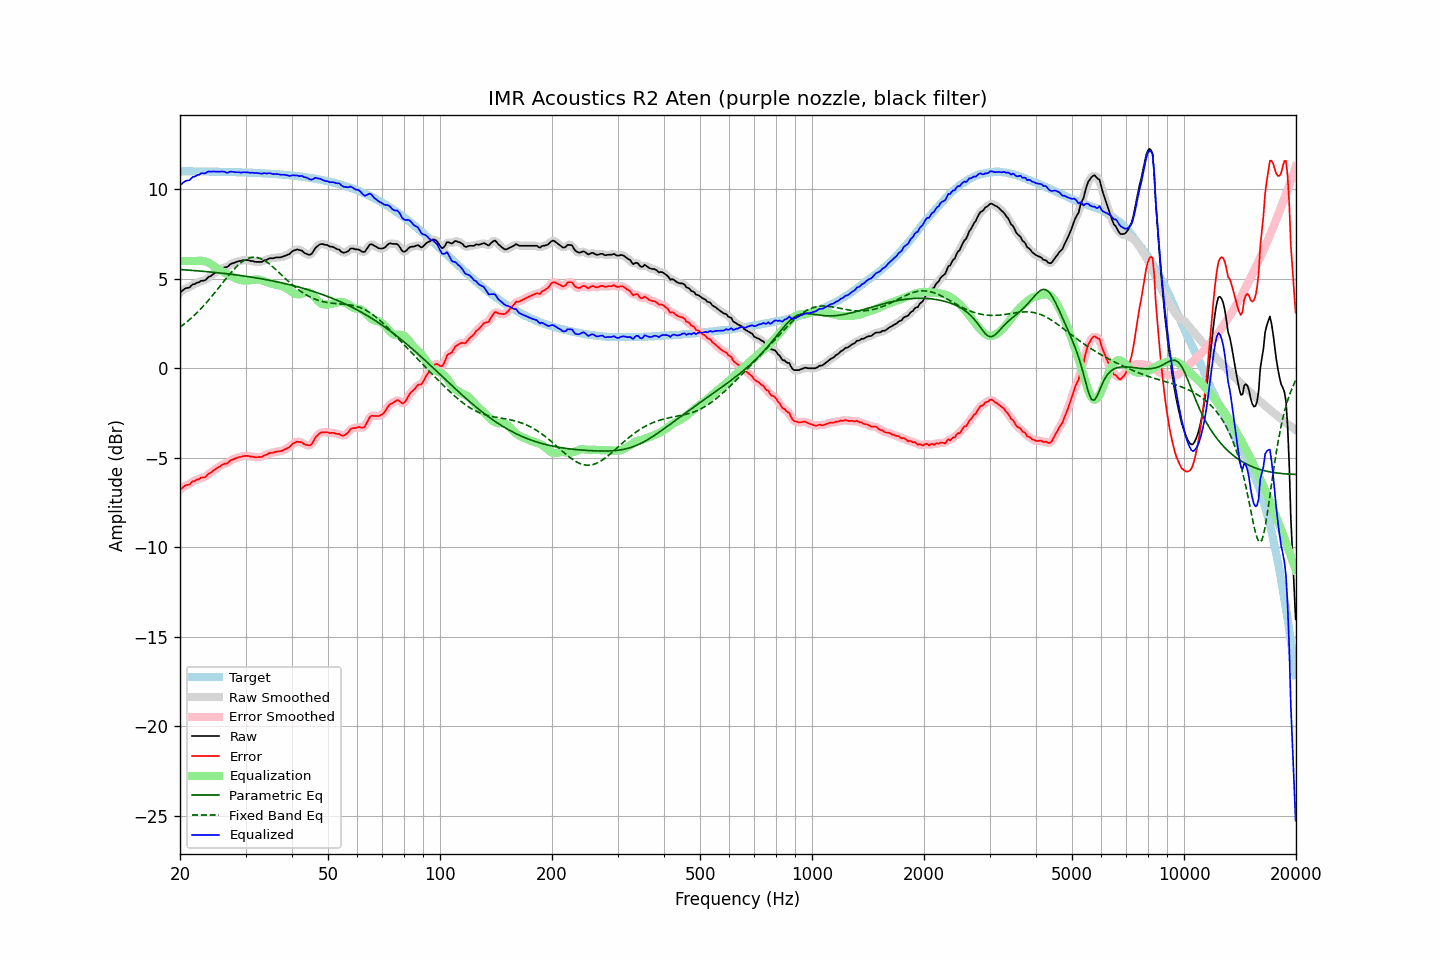 IMR Acoustics R2 Aten (purple nozzle, black filter)
Amplitude (dBr)
10
5
0
−5
−10
−15
−20
−25
Target
Raw Smoothed
Error Smoothed
Raw
Error
Equalization
Parametric Eq
Fixed Band Eq
Equalized
20 50 100 200 500 1000 2000 5000 10000 20000
Frequency (Hz)